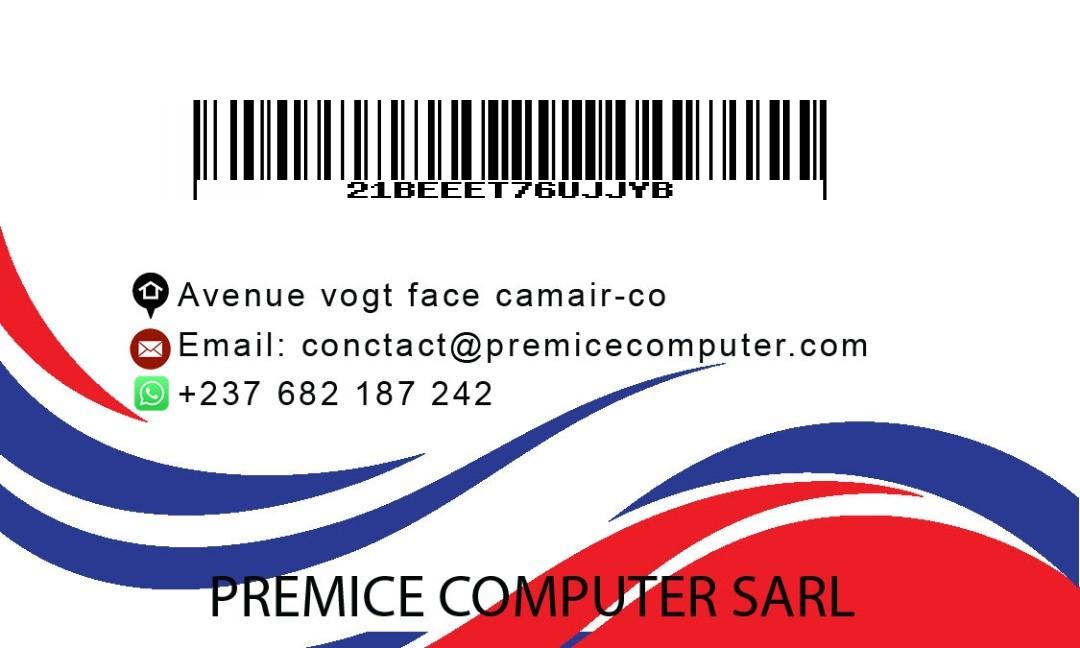 21BEEET76UJJYB
Avenue vogt face camair-co
Email: conctact@premicecomputer.com
+237 682 187 242
PREMICE COMPUTER SARL